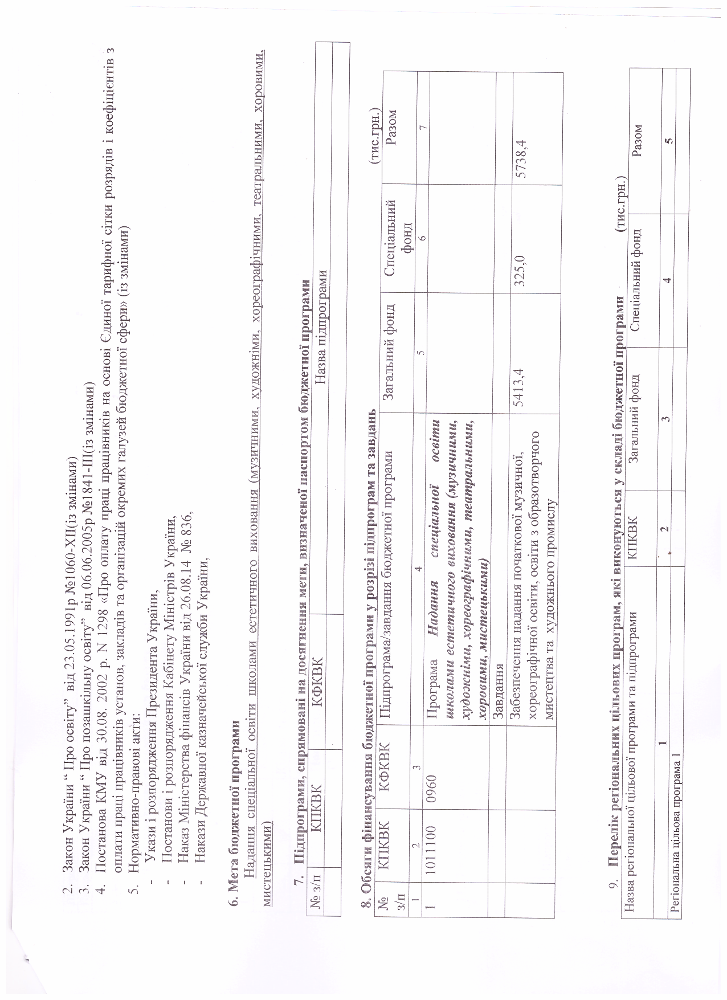 2. Закон України “ Про освіту” від 23.05.1991р №1060-XII(із змінами)
3. Закон України “ Про позашкільну освіту” від 06.06.2005р №1841-III(із змінами)
4. Постанова КМУ від 30.08. 2002 р. N 1298 «Про оплату праці працівників на основі Єдиної тарифної сітки розрядів і коефіцієнтів з
оплати праці працівників установ, закладів та організацій окремих галузей бюджетної сфери» (із змінами)
5. Нормативно-правові акти:
- Укази і розпорядження Президента України,
- Постанови і розпорядження Кабінету Міністрів України,
- Наказ Міністерства фінансів України від 26.08.14 № 836,
- Накази Державної казначейської служби України,
6. Мета бюджетної програми
Надання спеціальної освіти школами естетичного виховання (музичними, художніми, хореографічними, театральними, хоровими,
мистецькими)
7. Підпрограми, спрямовані на досягнення мети, визначеної паспортом бюджетної програми
№ з/п КПКВК КФКВК Назва підпрограми
8. Обсяги фінансування бюджетної програми у розрізі підпрограм та завдань (тис.грн.)
№ КПКВК КФКВК Підпрограма/завдання бюджетної програми Загальний фонд Спеціальний Разом
з/п фонд
1 2 3 4 5 6 7
1 1011100 0960 Програма Надання спеціальної освіти
школами естетичного виховання (музичними,
художніми, хореографічними, театральними,
хоровими, мистецькими)
Завдання
Забезпечення надання початкової музичної, 5413,4 325,0 5738,4
хореографічної освіти, освіти з образотворчого
мистецтва та художнього промислу
9. Перелік регіональних цільових програм, які виконуються у складі бюджетної програми (тис.грн.)
Назва регіональної цільової програми та підпрограми КПКВК Загальний фонд Спеціальний фонд Разом
1 2 3 4 5
Регіональна цільова програма 1